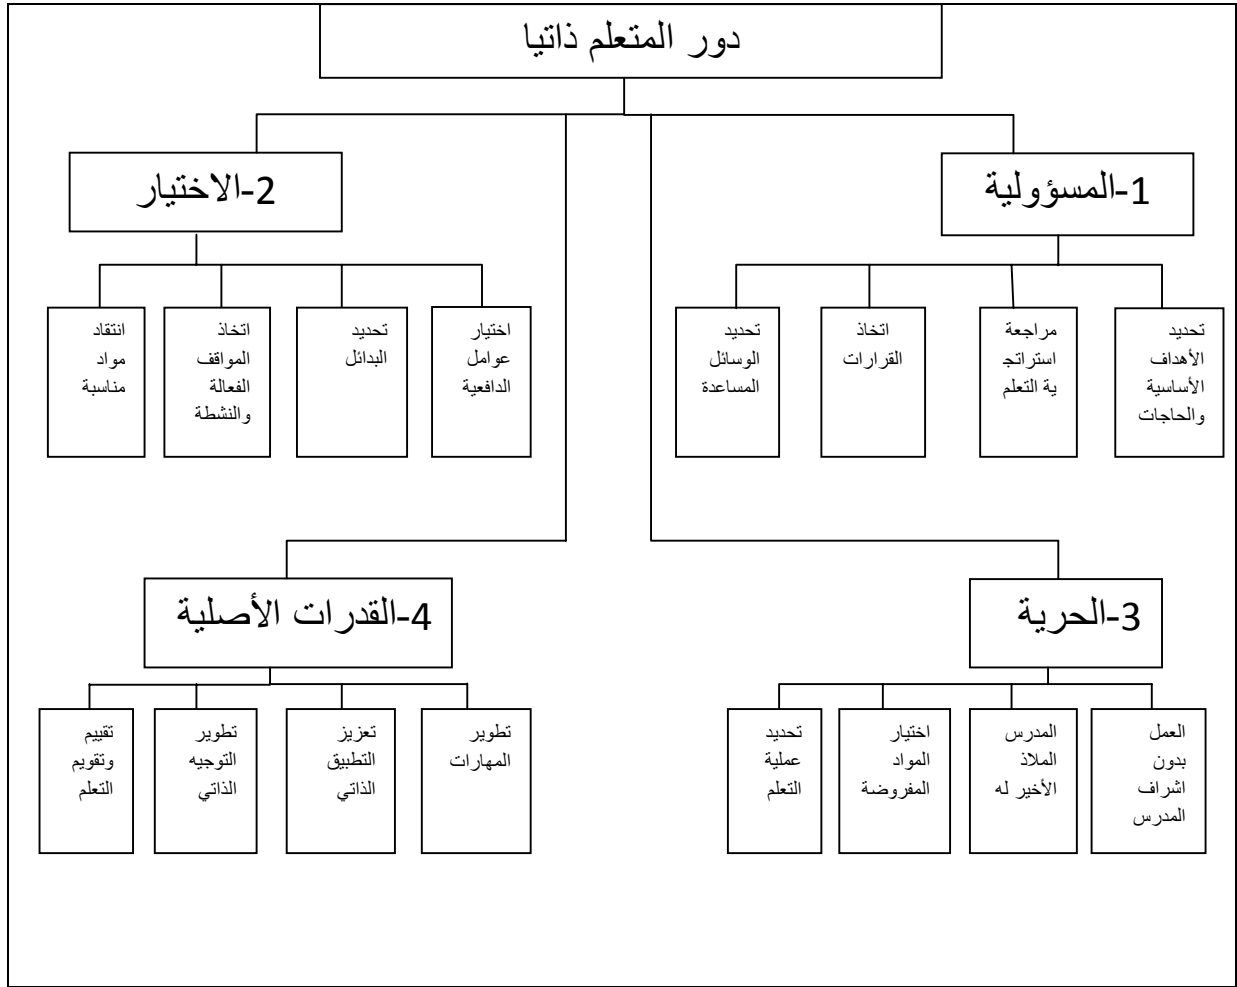 دور المتعلم ذاتيا
1-المسؤولية
تحديد
الأهداف
الأساسية
والحاجات
مراجعة
استراتج
ية التعلم
اتخاذ
القرارات
تحديد
الوسائل
المساعدة
2-الاختيار
اختيار
عوامل
الدافعية
تحديد
البدائل
اتخاذ
المواقف
الفعالة
والنشطة
انتقاد
مواد
مناسبة
3-الحرية
العمل
بدون
اشراف
المدرس
المدرس
الملاذ
الأخير له
اختيار
المواد
المفروضة
تحديد
عملية
التعلم
4-القدرات الأصلية
تطوير
المهارات
تعزيز
التطبيق
الذاتي
تطوير
التوجيه
الذاتي
تقييم
وتقويم
التعلم